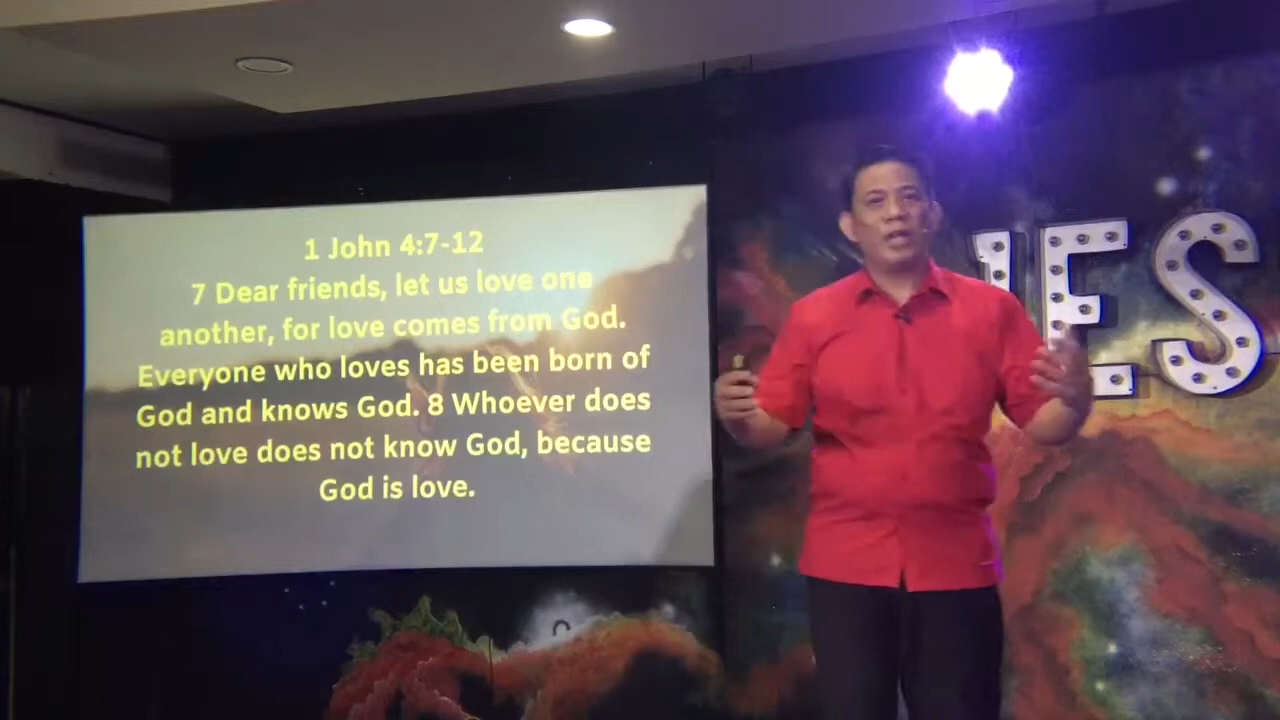 1 John 4:7-12
7 Dear friends, let us love one
another, for love comes from God.
Everyone who loves has been born of
God and knows God. 8 Whoever does
not love does not know God, because
God is love.
JES